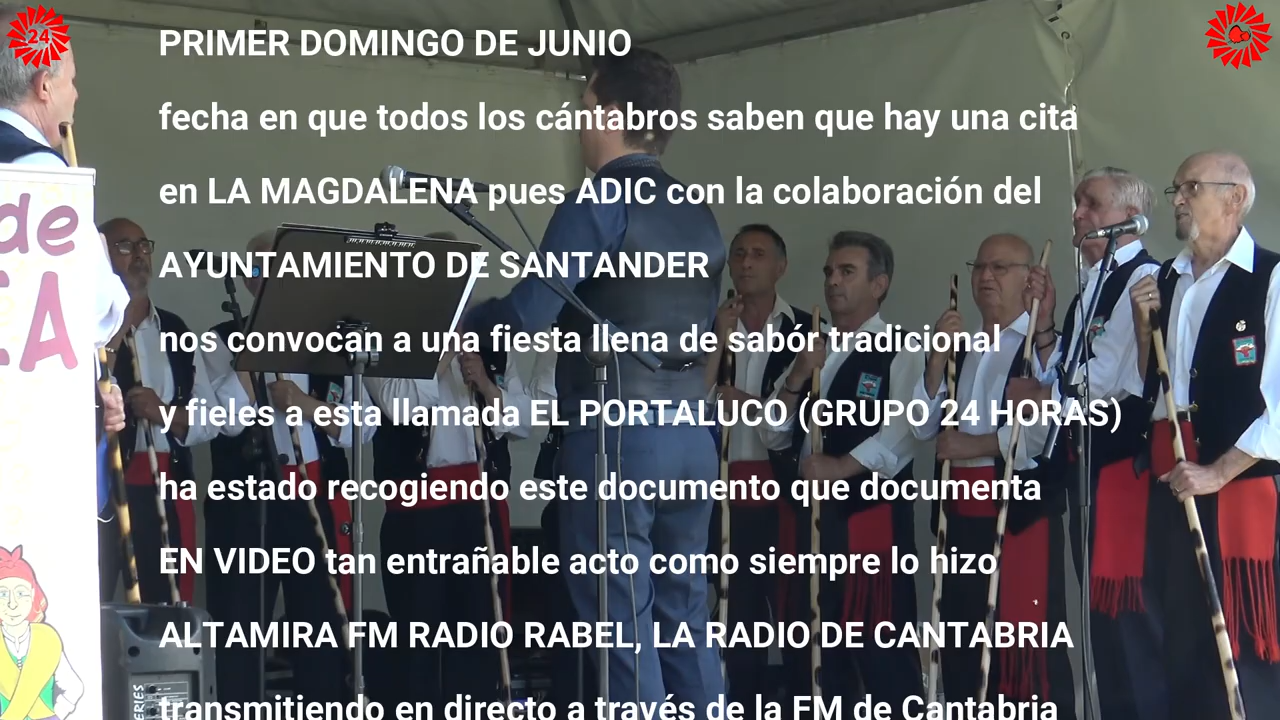 24
PRIMER DOMINGO DE JUNIO
fecha en que todos los cántabros saben que hay una cita
en LA MAGDALENA pues ADIC con la colaboración del
de
AYUNTAMIENTO DE SANTANDER
nos convocan a una fiesta llena de sabór tradicional
y fieles a esta llamada EL PORTALUCO (GRUPO 24 HORAS)
ha estado recogiendo este documento que documenta
EN VIDEO tan entrañable acto como siempre lo hizo
ALTAMIRA FM RADIO RABEL, LA RADIO DE CANTABRIA
transmitiendo en directo a través de la FM de Cantabria